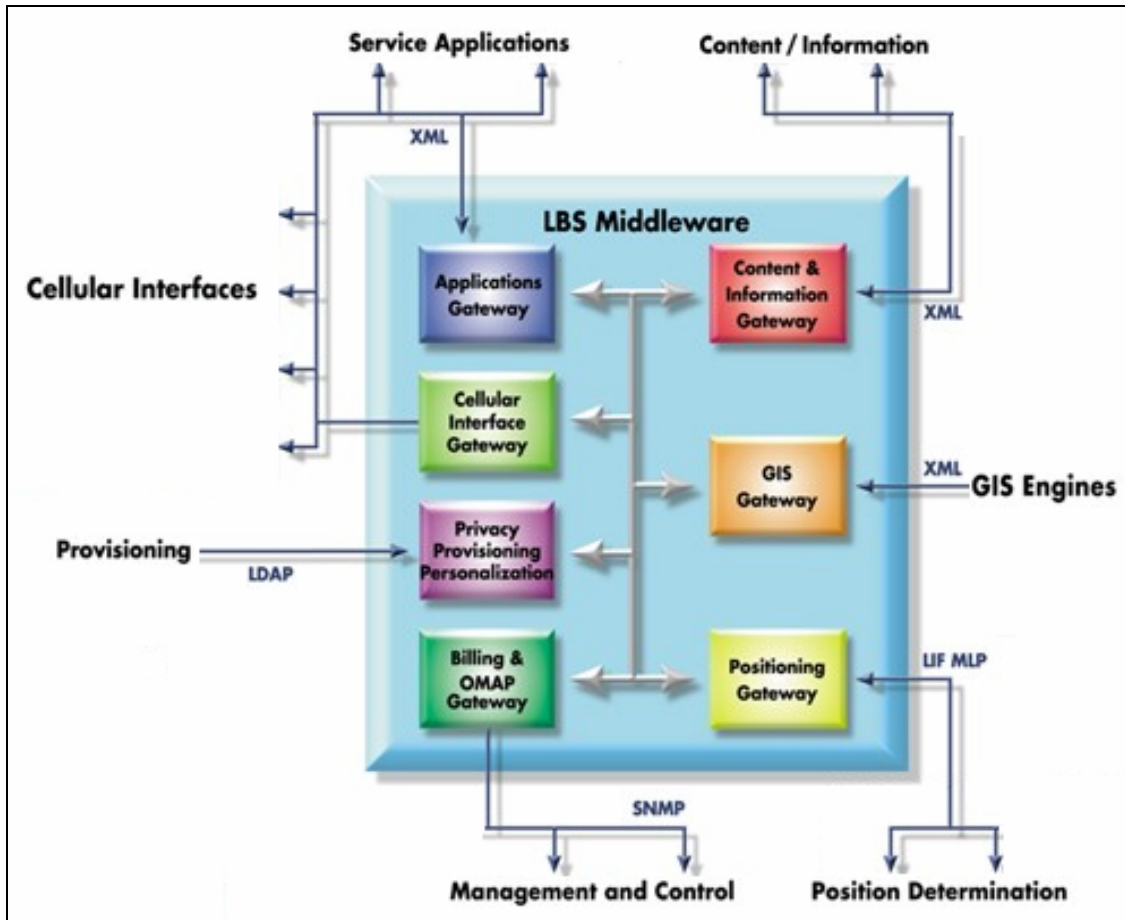 Service Applications
Content / Information
XML
LBS Middleware
Applications
Gateway
Content &
Information
Gateway
Cellular Interfaces
XML
Cellular
Interface
Gateway
GIS
Gateway
XML
GIS Engines
Provisioning
LDAP
Privacy
Provisioning
Personalization
Billing &
OMAP
Gateway
Positioning
Gateway
LIF MLP
SNMP
Management and Control
Position Determination